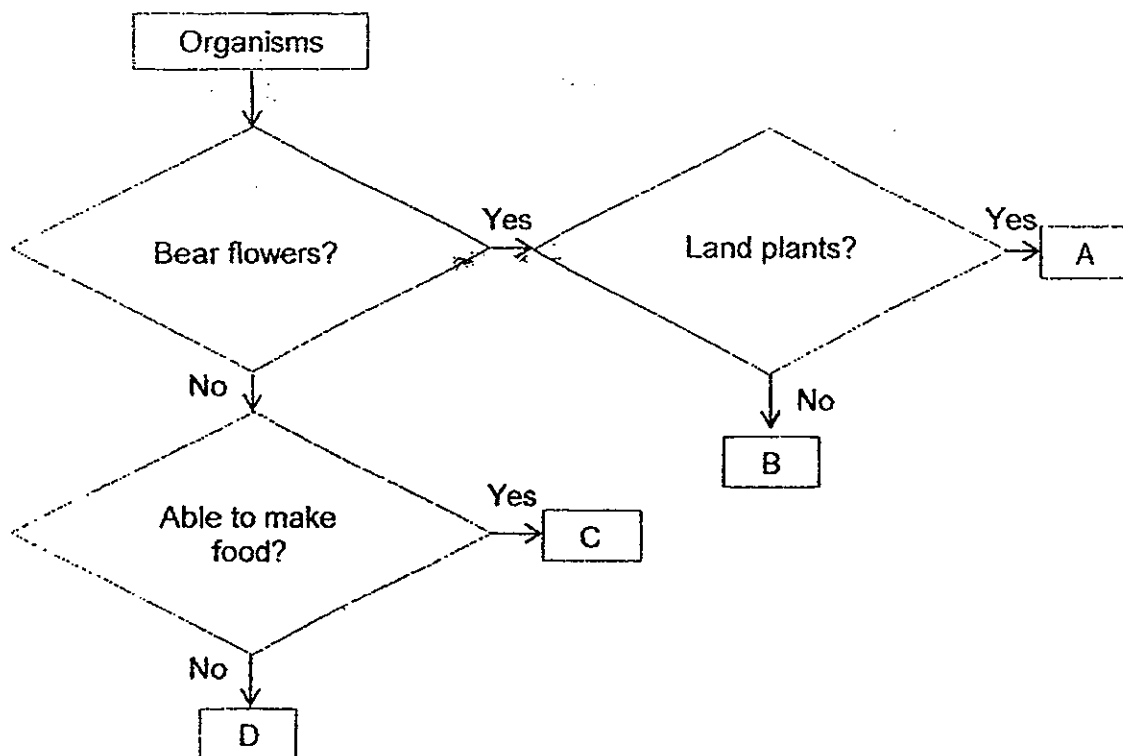 Organisms
Bear flowers?
Yes
Land plants?
Yes
A
No
B
No
Able to make
food?
Yes
C
No
D